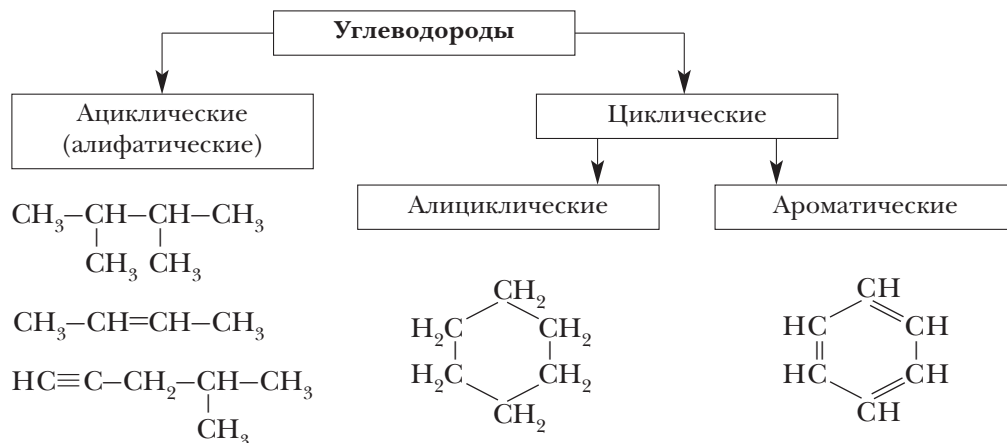 Углеводороды
Ациклические
(алифатические)
Циклические
Алициклические
Ароматические
CH₃–CH–CH–CH₃
CH₃ CH₃
CH₃–CH=CH–CH₃
HC≡C–CH₂–CH–CH₃
CH₃
CH₂
H₂C CH₂
H₂C CH₂
CH₂
CH
HC CH
HC CH
CH